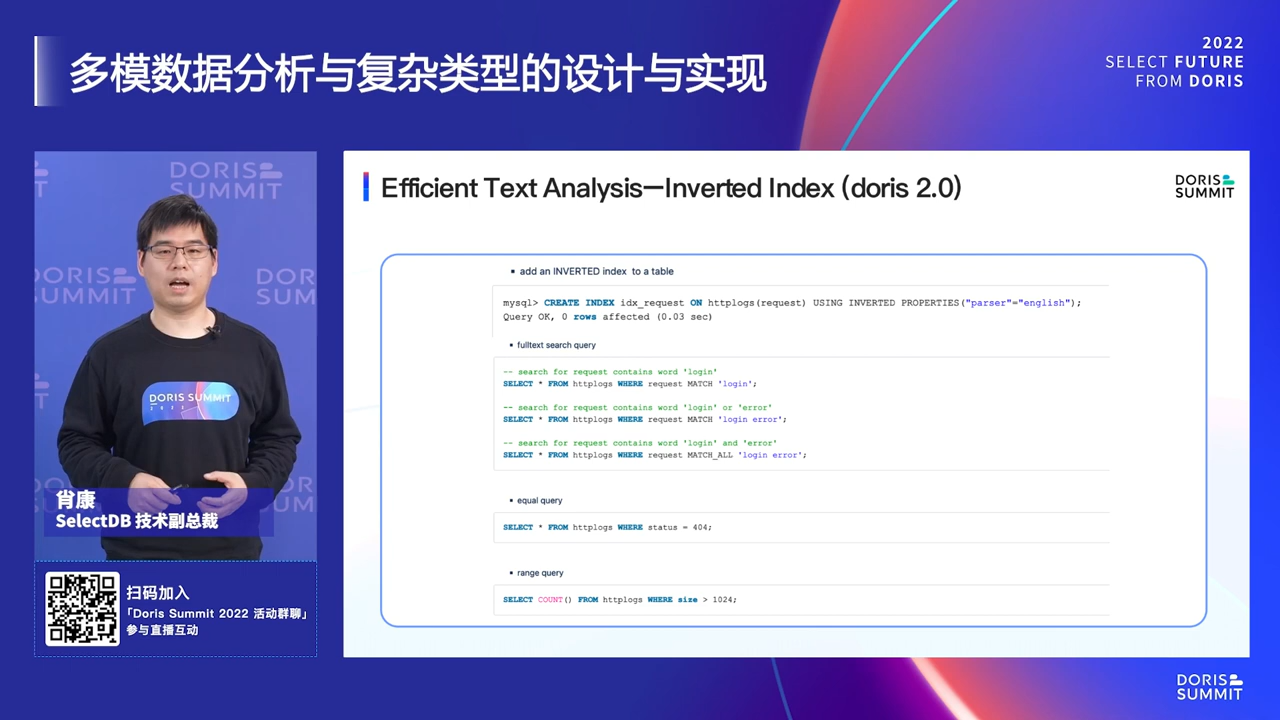 多模数据分析与复杂类型的设计与实现
2022
SELECT FUTURE
FROM DORIS
DORIS
SUMMIT
DORIS
SUMMIT
DOR
SUM
DORIS SUMMIT
2022
肖康
SelectDB 技术副总裁
扫码加入
「Doris Summit 2022 活动群聊」
参与直播互动
Efficient Text Analysis—Inverted Index (doris 2.0)
DORIS
SUMMIT
▪ add an INVERTED index to a table
mysql> CREATE INDEX idx_request ON httplogs(request) USING INVERTED PROPERTIES("parser"="english");
Query OK, 0 rows affected (0.03 sec)
▪ fulltext search query
-- search for request contains word 'login'
SELECT * FROM httplogs WHERE request MATCH 'login';
-- search for request contains word 'login' or 'error'
SELECT * FROM httplogs WHERE request MATCH 'login error';
-- search for request contains word 'login' and 'error'
SELECT * FROM httplogs WHERE request MATCH_ALL 'login error';
▪ equal query
SELECT * FROM httplogs WHERE status = 404;
▪ range query
SELECT COUNT() FROM httplogs WHERE size > 1024;
DORIS
SUMMIT